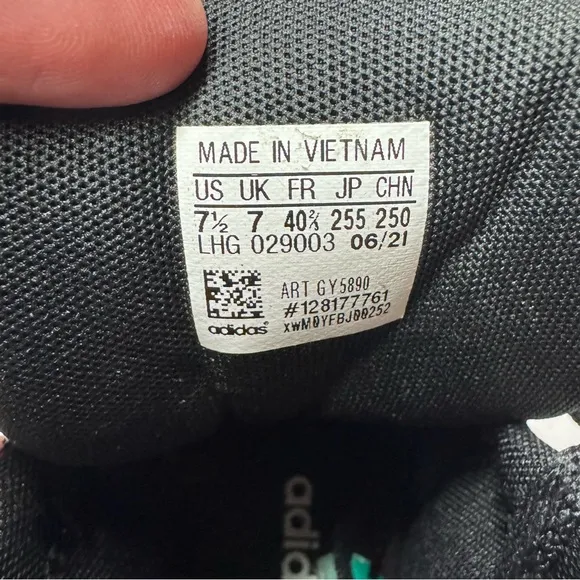 MADE IN VIETNAM
US UK FR JP CHN
7½ 7 40⅔ 255 250
LHG 029003 06/21
ART GY5890
#128177761
XWM0YFBJ00252
adidas
adidas